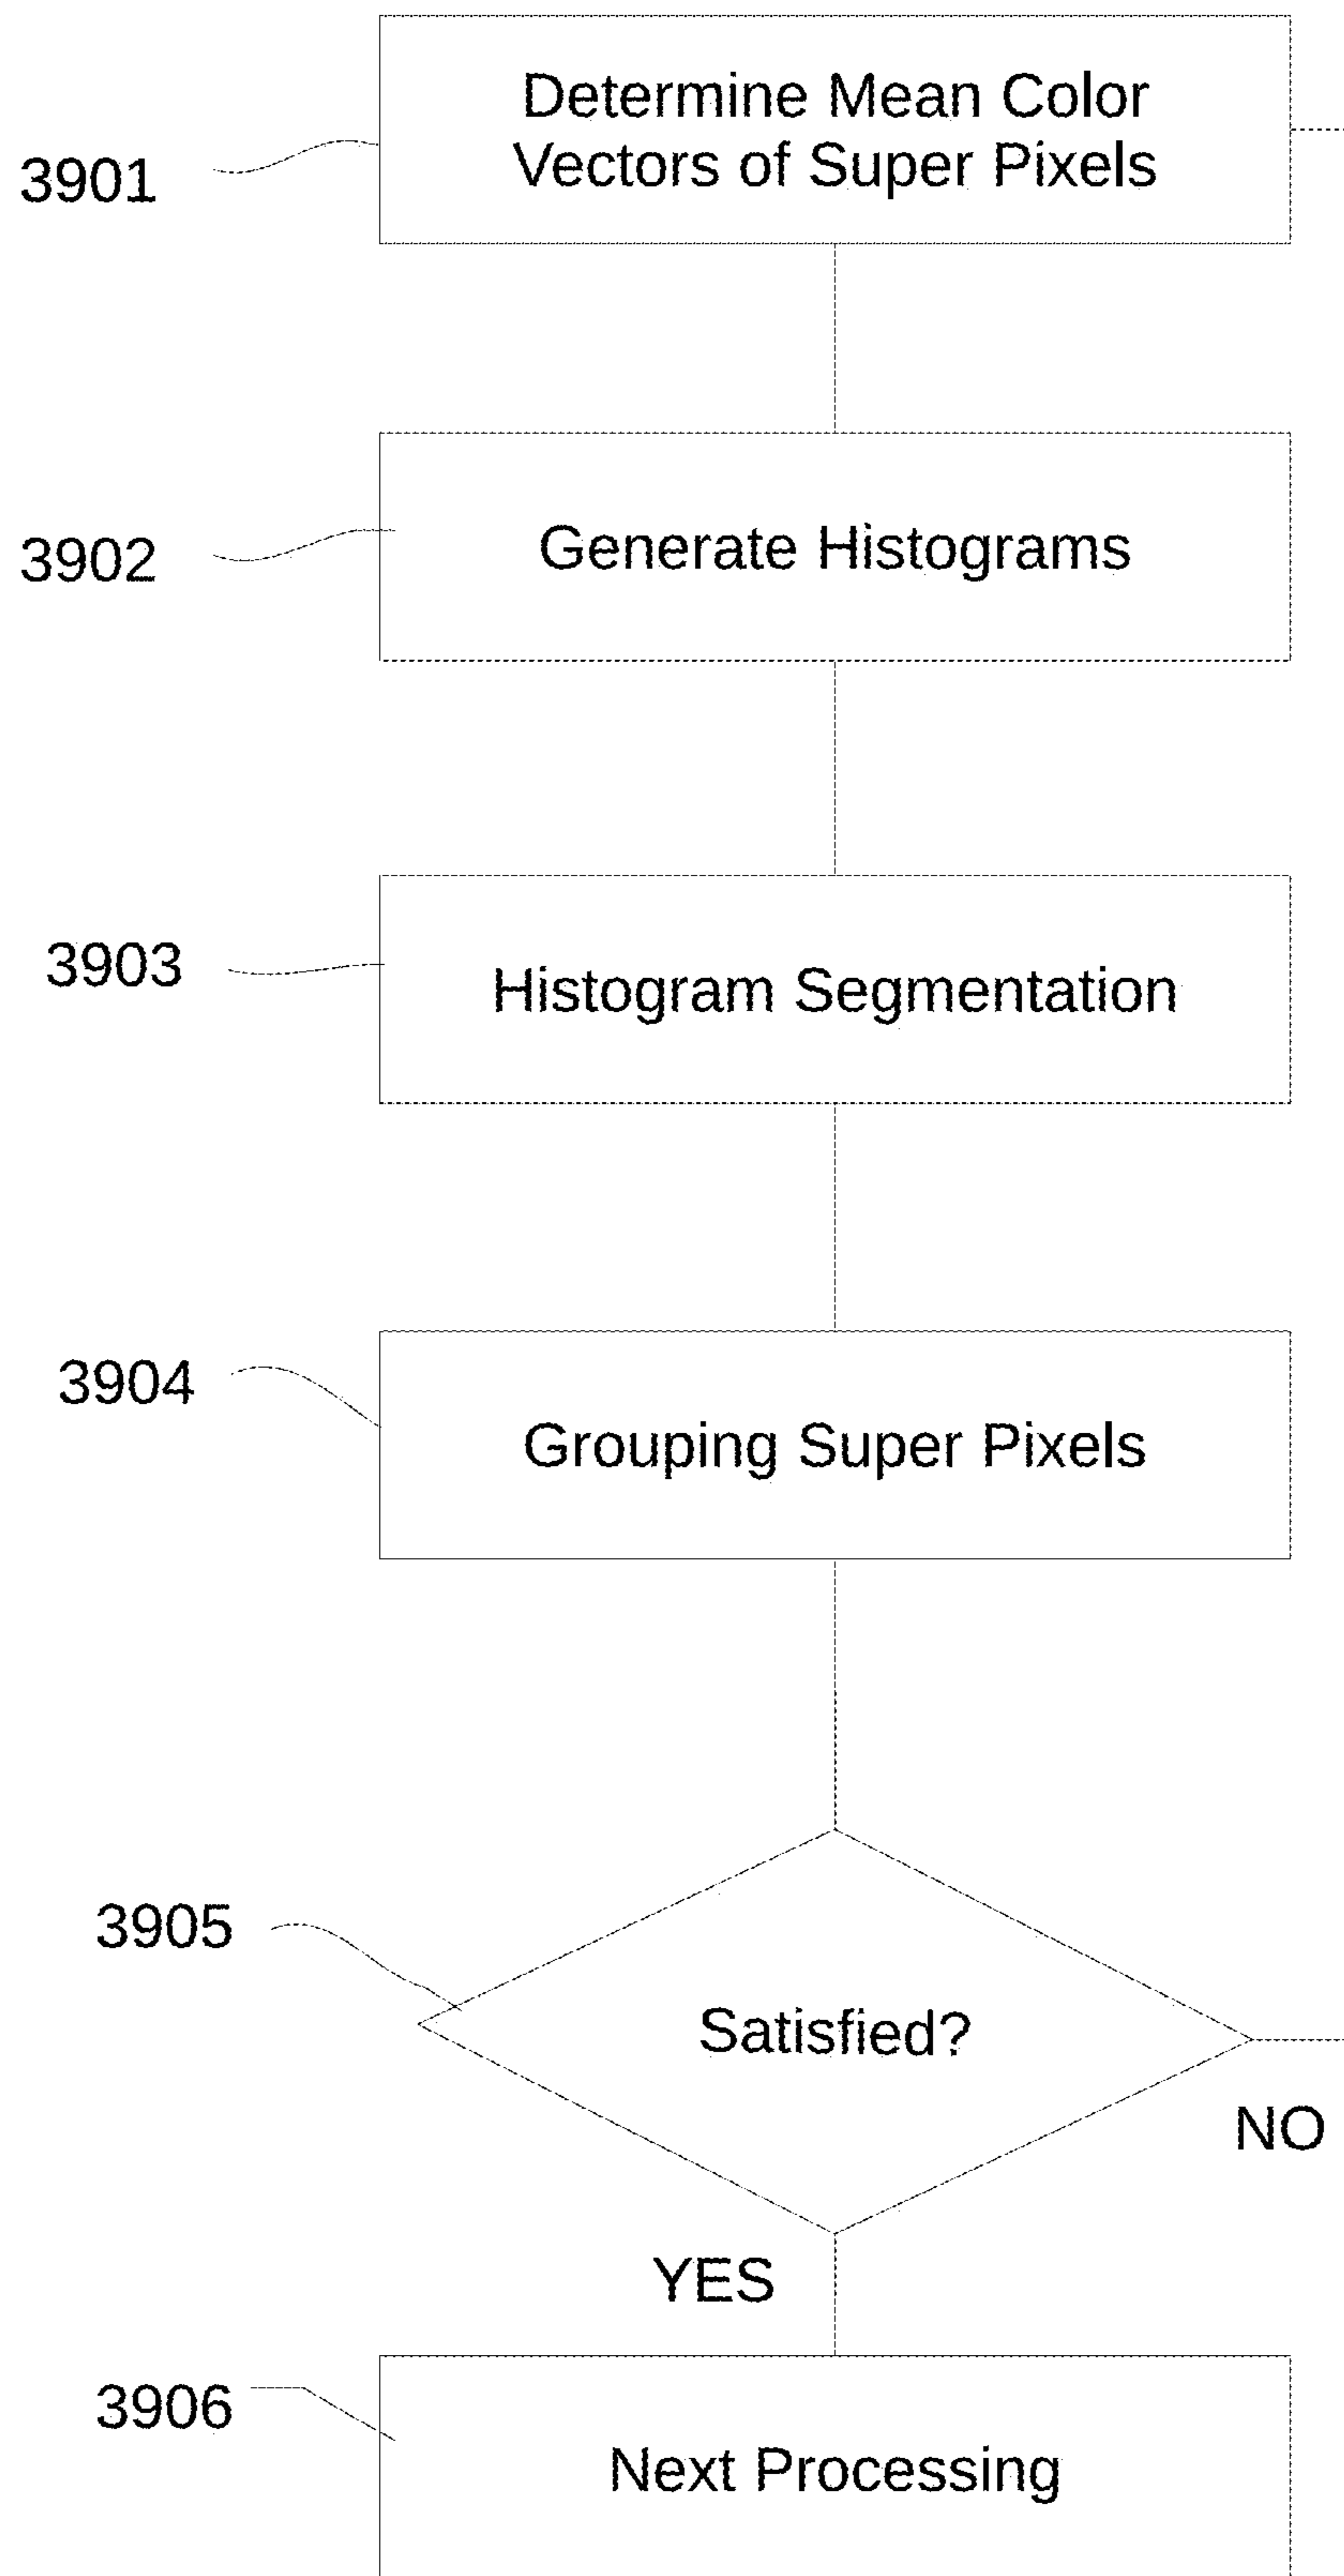 Determine Mean Color
Vectors of Super Pixels
3901
Generate Histograms
3902
Histogram Segmentation
3903
Grouping Super Pixels
3904
3905
Satisfied?
NO
YES
3906
Next Processing